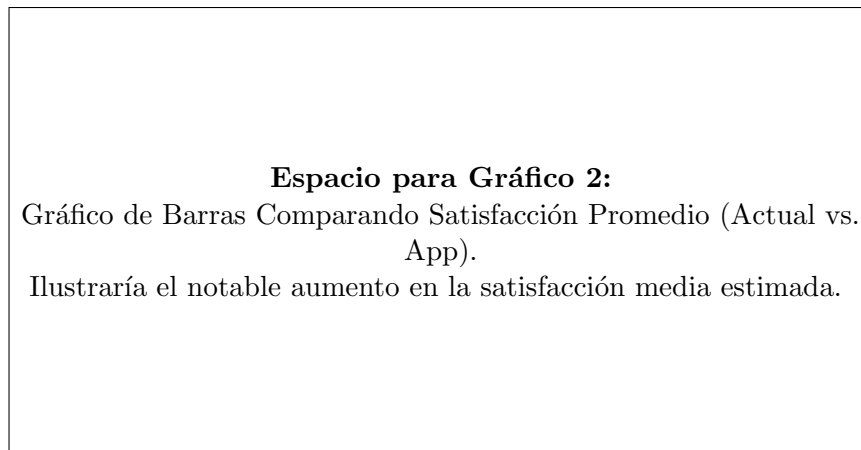 Espacio para Gráfico 2:
Gráfico de Barras Comparando Satisfacción Promedio (Actual vs.
App).
Ilustraría el notable aumento en la satisfacción media estimada.